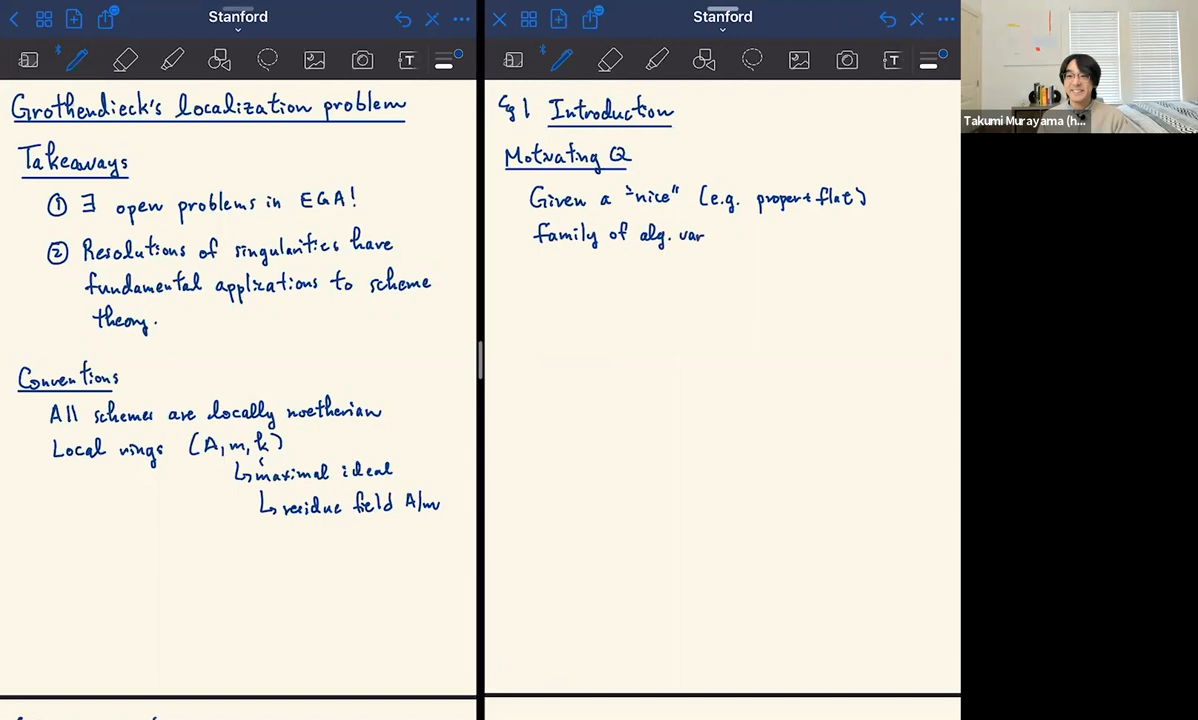 Stanford
Grothendieck's localization problem
Takeaways
① ∃ open problems in EGA!
② Resolutions of singularities have
fundamental applications to scheme
theory.
Conventions
All schemes are locally noetherian
Local rings (A, m, k)
↳ maximal ideal
↳ residue field A/m
Stanford
§1 Introduction
Motivating Q
Given a "nice" (e.g. proper+flat)
family of alg. var
Takumi Murayama (h...